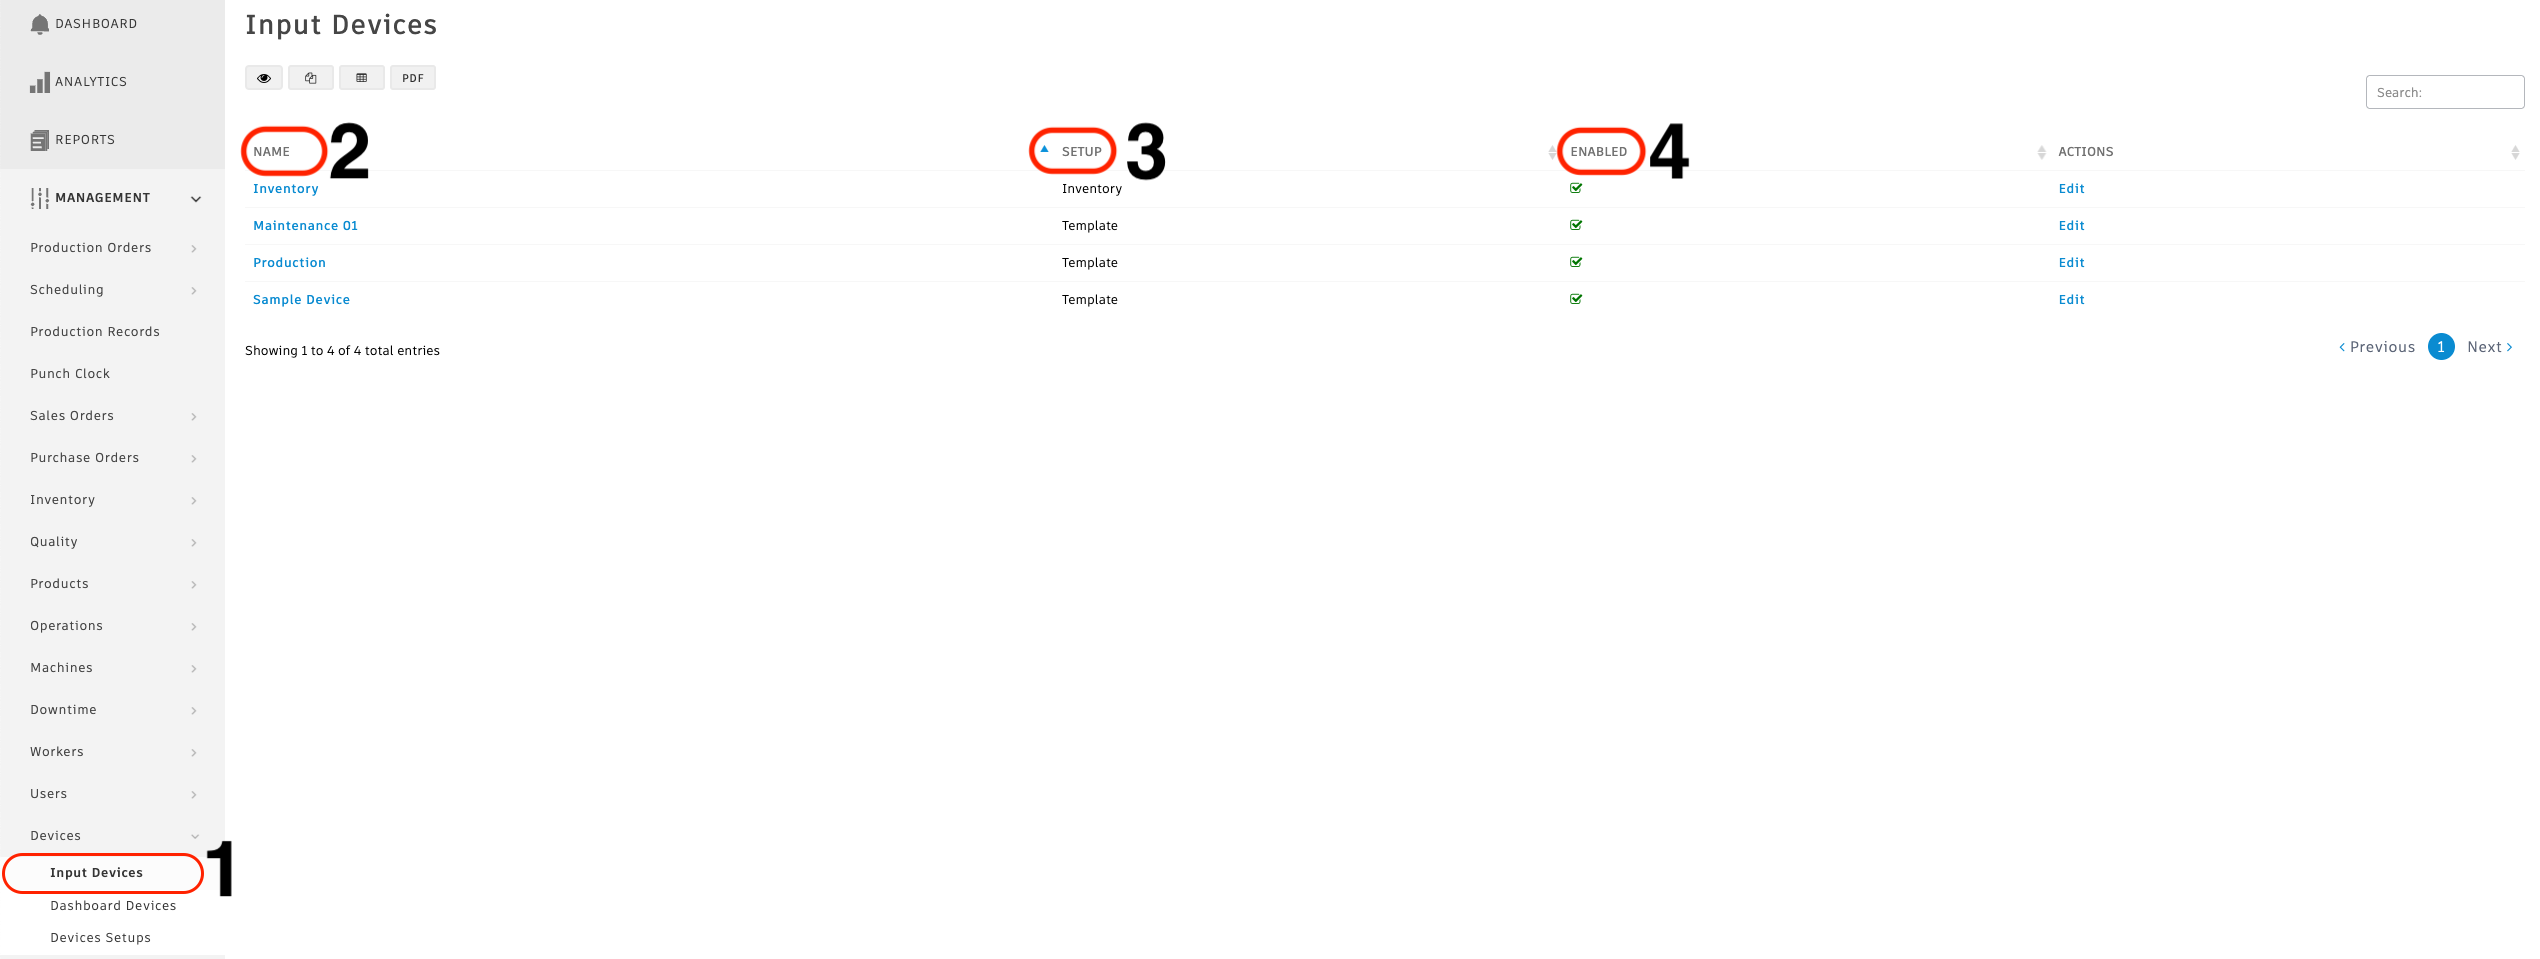 DASHBOARD
ANALYTICS
REPORTS
MANAGEMENT
Production Orders
Scheduling
Production Records
Punch Clock
Sales Orders
Purchase Orders
Inventory
Quality
Products
Operations
Machines
Downtime
Workers
Users
Devices
Input Devices 1
Dashboard Devices
Devices Setups
Input Devices
PDF
Search:
NAME 2 SETUP 3 ENABLED 4 ACTIONS
Inventory Inventory Edit
Maintenance 01 Template Edit
Production Template Edit
Sample Device Template Edit
Showing 1 to 4 of 4 total entries
Previous 1 Next